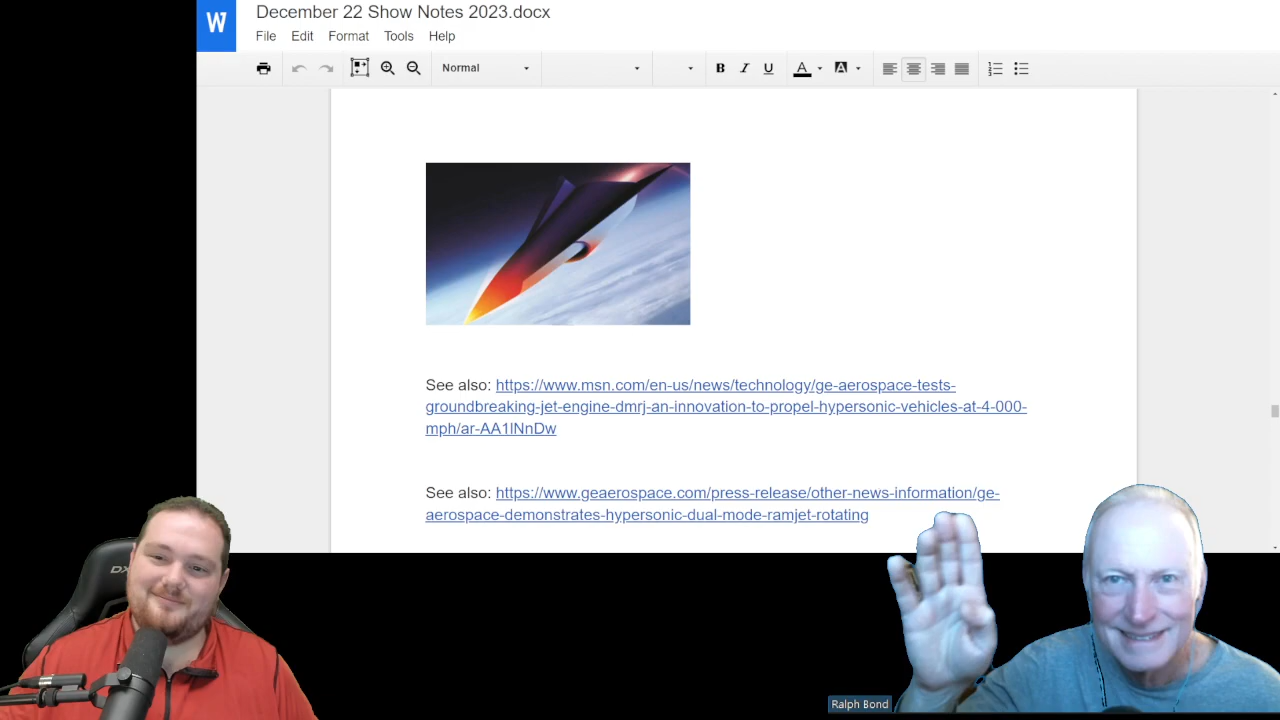 W
December 22 Show Notes 2023.docx
File Edit Format Tools Help
Normal B I U A A
See also: https://www.msn.com/en-us/news/technology/ge-aerospace-tests-
groundbreaking-jet-engine-dmrj-an-innovation-to-propel-hypersonic-vehicles-at-4-000-
mph/ar-AA1lNnDw
See also: https://www.geaerospace.com/press-release/other-news-information/ge-
aerospace-demonstrates-hypersonic-dual-mode-ramjet-rotating
DX
Ralph Bond